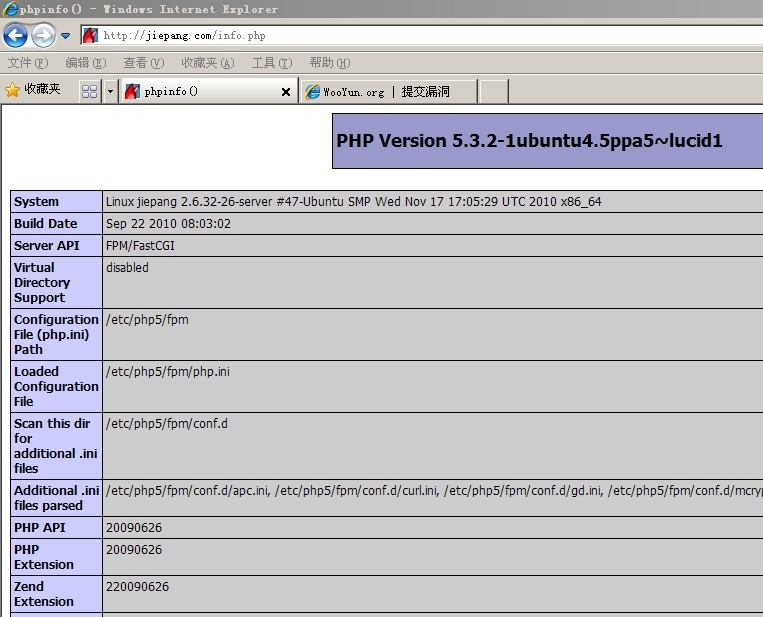 phpinfo() - Windows Internet Explorer
http://jiepang.com/info.php
文件(F) 编辑(E) 查看(V) 收藏夹(A) 工具(T) 帮助(H)
收藏夹 phpinfo() WooYun.org | 提交漏洞
PHP Version 5.3.2-1ubuntu4.5ppa5~lucid1
System Linux jiepang 2.6.32-26-server #47-Ubuntu SMP Wed Nov 17 17:05:29 UTC 2010 x86_64
Build Date Sep 22 2010 08:03:02
Server API FPM/FastCGI
Virtual disabled
Directory
Support
Configuration /etc/php5/fpm
File (php.ini)
Path
Loaded /etc/php5/fpm/php.ini
Configuration
File
Scan this dir /etc/php5/fpm/conf.d
for
additional .ini
files
Additional .ini /etc/php5/fpm/conf.d/apc.ini, /etc/php5/fpm/conf.d/curl.ini, /etc/php5/fpm/conf.d/gd.ini, /etc/php5/fpm/conf.d/mcryp
files parsed
PHP API 20090626
PHP 20090626
Extension
Zend 220090626
Extension